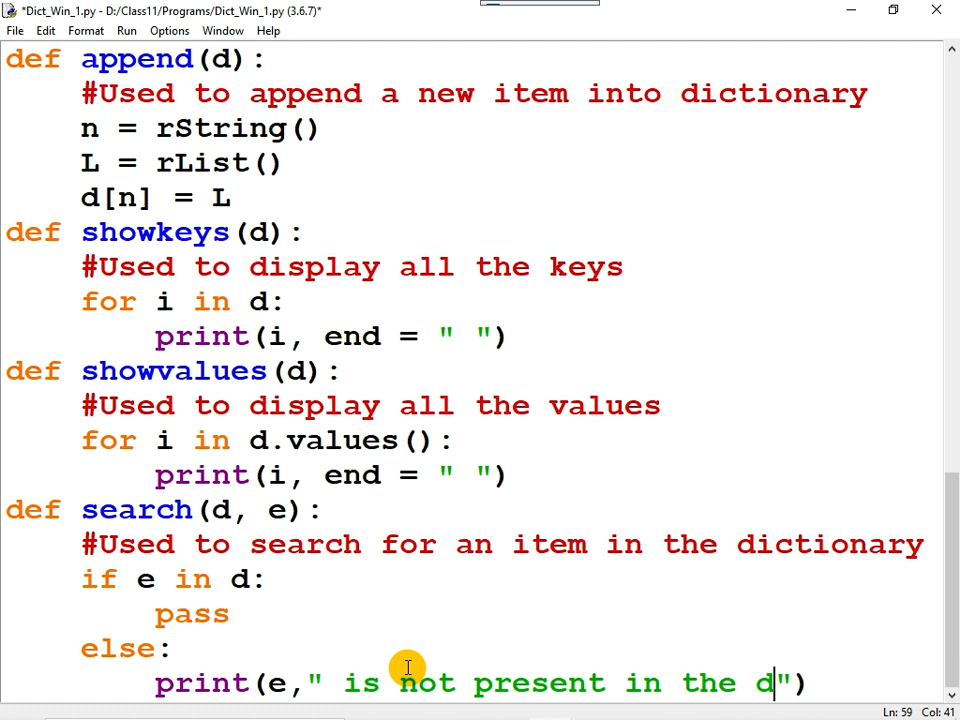 *Dict_Win_1.py - D:/Class11/Programs/Dict_Win_1.py (3.6.7)*
File Edit Format Run Options Window Help
def append(d):
    #Used to append a new item into dictionary
    n = rString()
    L = rList()
    d[n] = L
def showkeys(d):
    #Used to display all the keys
    for i in d:
        print(i, end = " ")
def showvalues(d):
    #Used to display all the values
    for i in d.values():
        print(i, end = " ")
def search(d, e):
    #Used to search for an item in the dictionary
    if e in d:
        pass
    else:
        print(e," is not present in the d")
Ln: 59 Col: 41